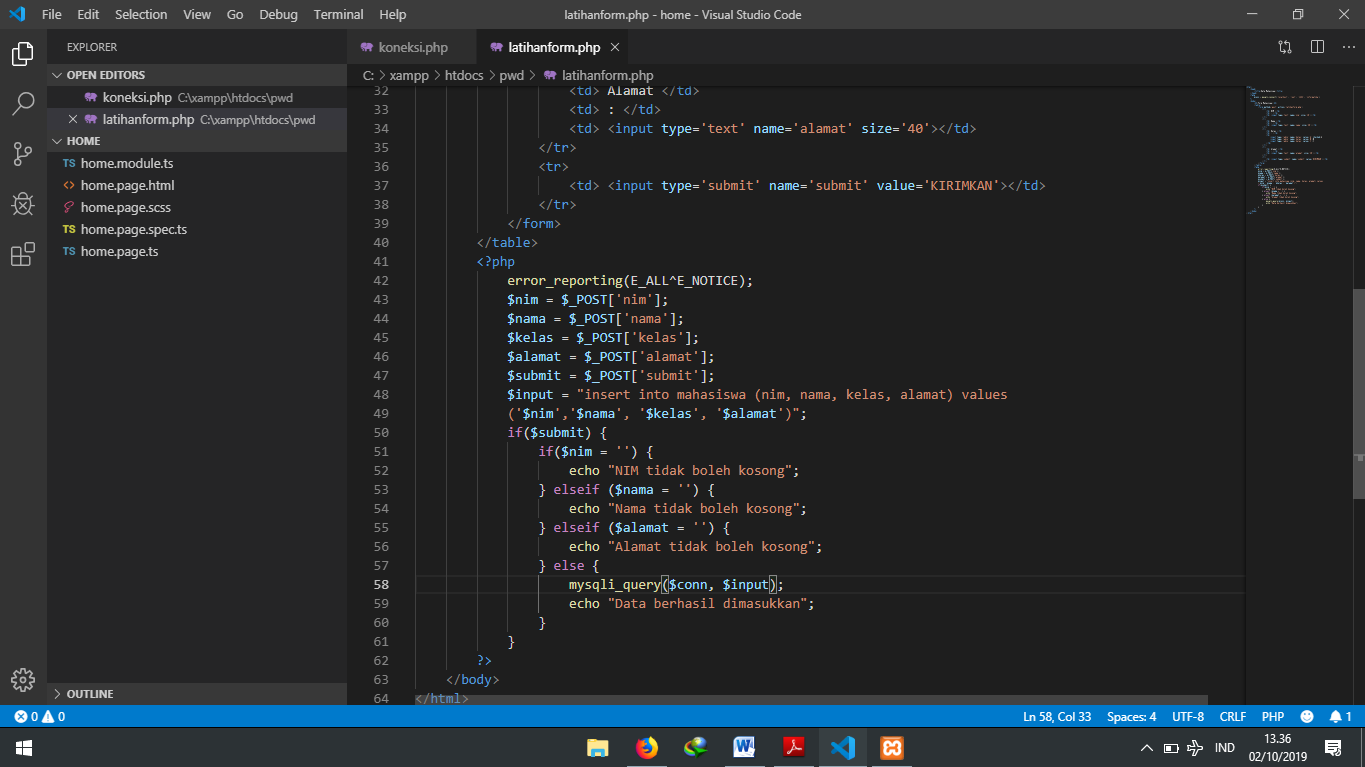 File Edit Selection View Go Debug Terminal Help
latihanform.php - home - Visual Studio Code
EXPLORER
OPEN EDITORS
koneksi.php C:\xampp\htdocs\pwd
latihanform.php C:\xampp\htdocs\pwd
HOME
TS home.module.ts
<> home.page.html
home.page.scss
TS home.page.spec.ts
TS home.page.ts
OUTLINE
koneksi.php
latihanform.php
C: > xampp > htdocs > pwd > latihanform.php
32 <td> Alamat </td>
33 <td> : </td>
34 <td> <input type='text' name='alamat' size='40'></td>
35 </tr>
36 <tr>
37 <td> <input type='submit' name='submit' value='KIRIMKAN'></td>
38 </tr>
39 </form>
40 </table>
41 <?php
42 error_reporting(E_ALL^E_NOTICE);
43 $nim = $_POST['nim'];
44 $nama = $_POST['nama'];
45 $kelas = $_POST['kelas'];
46 $alamat = $_POST['alamat'];
47 $submit = $_POST['submit'];
48 $input = "insert into mahasiswa (nim, nama, kelas, alamat) values
49 ('$nim','$nama', '$kelas', '$alamat')";
50 if($submit) {
51 if($nim = '') {
52 echo "NIM tidak boleh kosong";
53 } elseif ($nama = '') {
54 echo "Nama tidak boleh kosong";
55 } elseif ($alamat = '') {
56 echo "Alamat tidak boleh kosong";
57 } else {
58 mysqli_query($conn, $input);
59 echo "Data berhasil dimasukkan";
60 }
61 }
62 ?>
63 </body>
64 </html>
0 0
Ln 58, Col 33 Spaces: 4 UTF-8 CRLF PHP 1
IND
13.36
02/10/2019